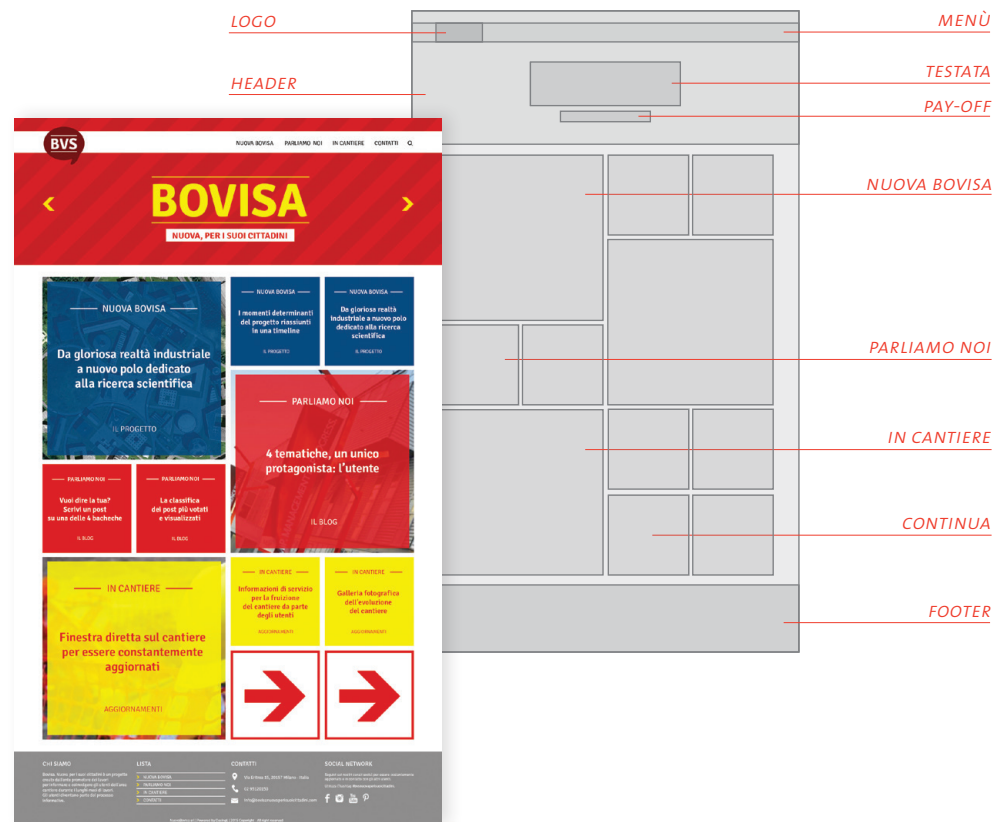 LOGO
MENÙ
HEADER
TESTATA
PAY-OFF
NUOVA BOVISA
PARLIAMO NOI
IN CANTIERE
CONTINUA
FOOTER
BVS
NUOVA BOVISA PARLIAMO NOI IN CANTIERE CONTATTI
BOVISA
NUOVA, PER I SUOI CITTADINI
NUOVA BOVISA
Da gloriosa realtà industriale
a nuovo polo dedicato
alla ricerca scientifica
IL PROGETTO
NUOVA BOVISA
I momenti determinanti
del progetto riassunti
in una timeline
IL PROGETTO
NUOVA BOVISA
Da gloriosa realtà
industriale a nuovo polo
dedicato alla ricerca
scientifica
IL PROGETTO
PARLIAMO NOI
4 tematiche, un unico
protagonista: l'utente
IL BLOG
PARLIAMO NOI
Vuoi dire la tua?
Scrivi un post
su una delle 4 bacheche
IL BLOG
PARLIAMO NOI
La classifica
dei post più votati
e visualizzati
IL BLOG
IN CANTIERE
Finestra diretta sul cantiere
per essere constantemente
aggiornati
AGGIORNAMENTI
IN CANTIERE
Informazioni di servizio
per la fruizione
del cantiere da parte
degli utenti
AGGIORNAMENTI
IN CANTIERE
Galleria fotografica
dell'evoluzione
del cantiere
AGGIORNAMENTI
CHI SIAMO
LISTA
NUOVA BOVISA
PARLIAMO NOI
IN CANTIERE
CONTATTI
CONTATTI
SOCIAL NETWORK